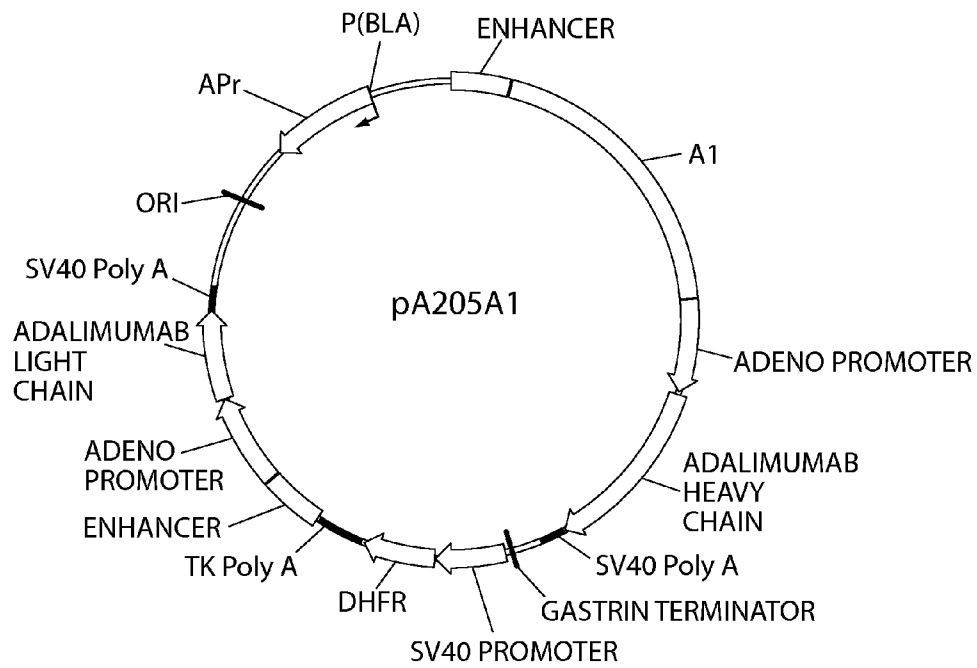 P(BLA)
ENHANCER
APr
A1
ORI
SV40 Poly A
pA205A1
ADALIMUMAB
LIGHT
CHAIN
ADENO PROMOTER
ADENO
PROMOTER
ADALIMUMAB
HEAVY
CHAIN
ENHANCER
TK Poly A
SV40 Poly A
DHFR
GASTRIN TERMINATOR
SV40 PROMOTER